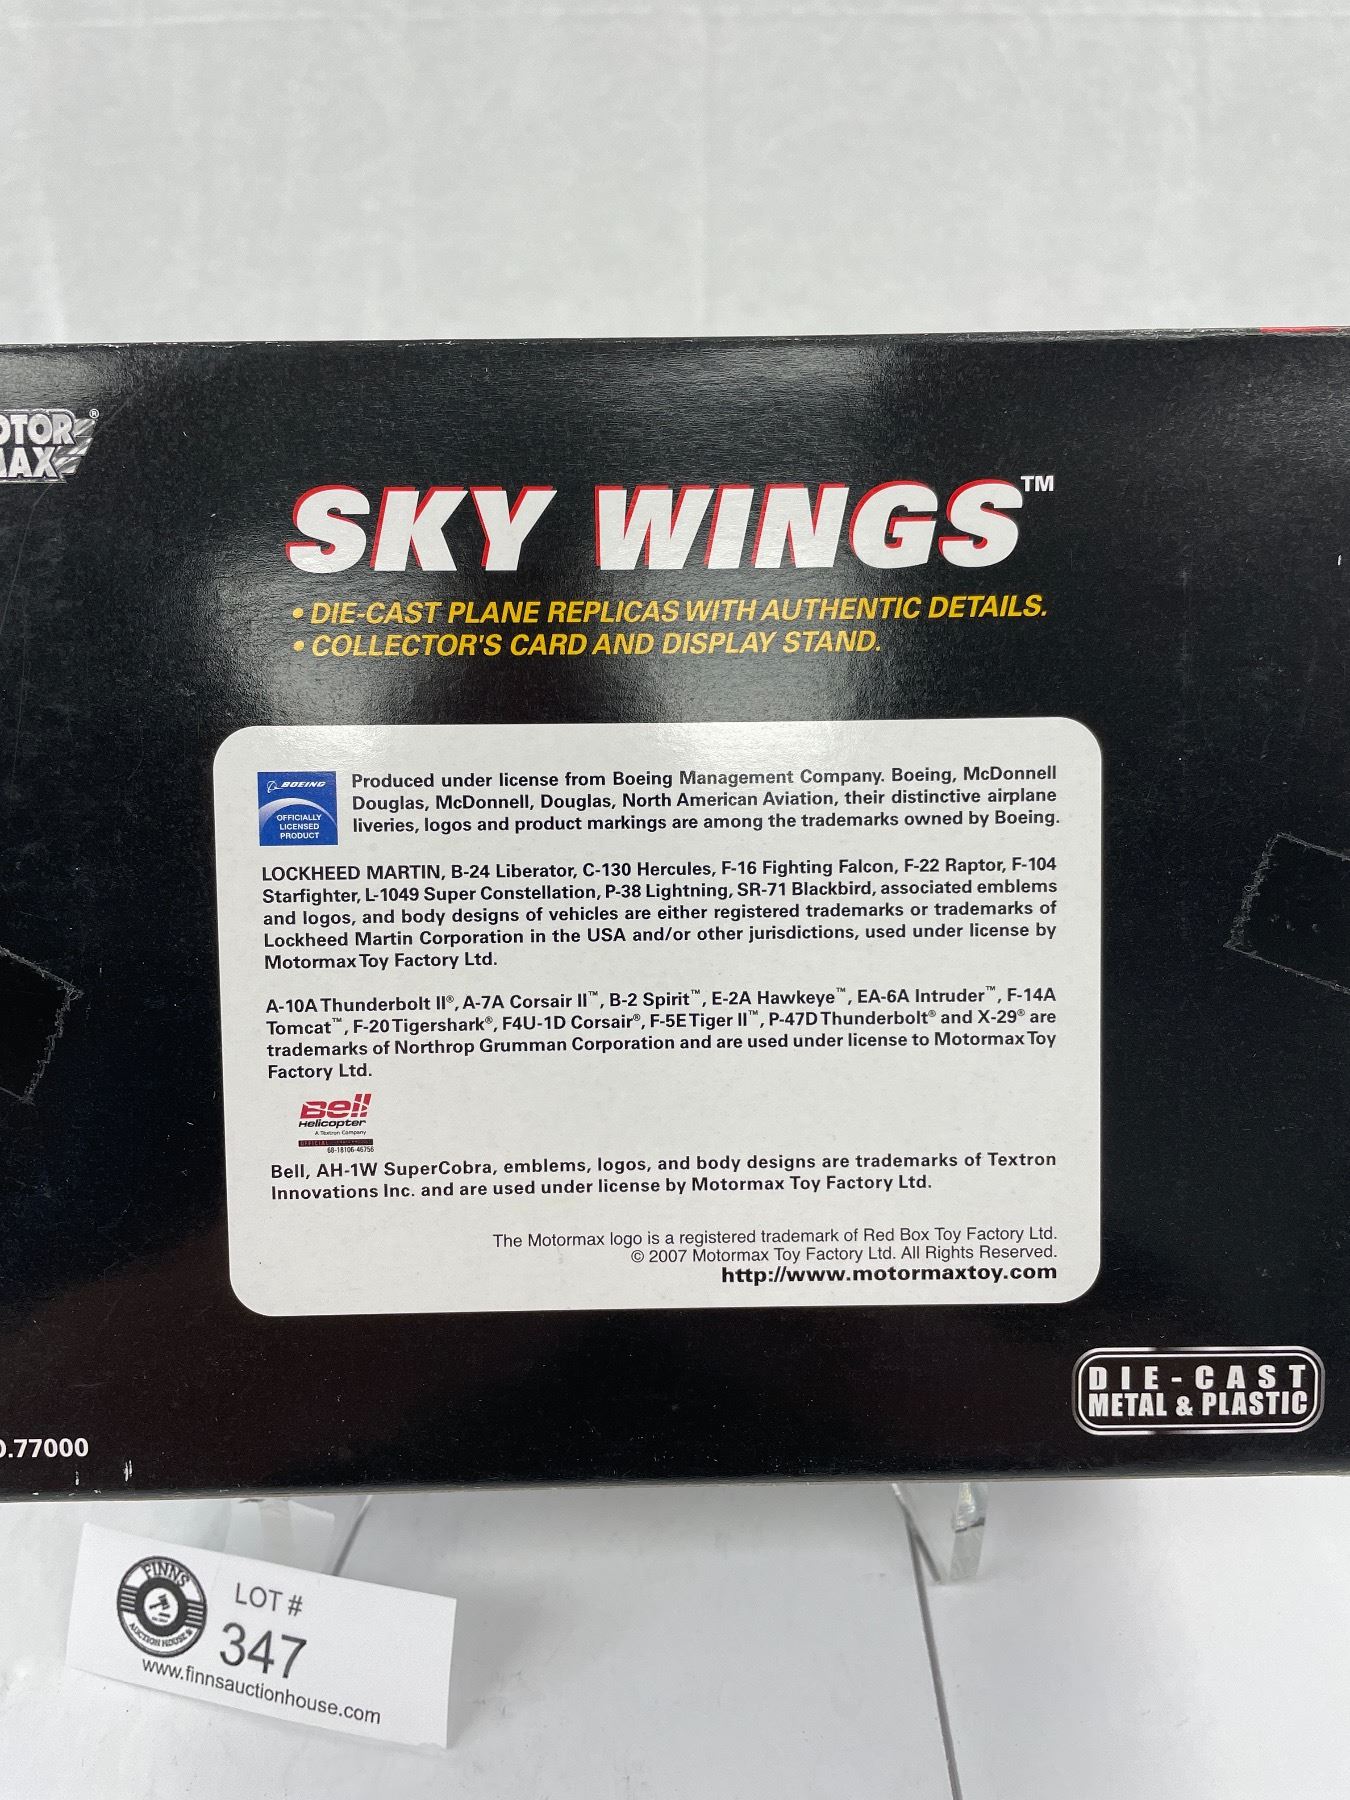 SKY WINGS™
• DIE-CAST PLANE REPLICAS WITH AUTHENTIC DETAILS.
• COLLECTOR'S CARD AND DISPLAY STAND.
BOEING
OFFICIALLY
LICENSED
PRODUCT
Produced under license from Boeing Management Company. Boeing, McDonnell
Douglas, McDonnell, Douglas, North American Aviation, their distinctive airplane
liveries, logos and product markings are among the trademarks owned by Boeing.
LOCKHEED MARTIN, B-24 Liberator, C-130 Hercules, F-16 Fighting Falcon, F-22 Raptor, F-104
Starfighter, L-1049 Super Constellation, P-38 Lightning, SR-71 Blackbird, associated emblems
and logos, and body designs of vehicles are either registered trademarks or trademarks of
Lockheed Martin Corporation in the USA and/or other jurisdictions, used under license by
Motormax Toy Factory Ltd.
A-10A Thunderbolt II®, A-7A Corsair II™, B-2 Spirit™, E-2A Hawkeye™, EA-6A Intruder™, F-14A
Tomcat™, F-20 Tigershark®, F4U-1D Corsair®, F-5E Tiger II™, P-47D Thunderbolt® and X-29® are
trademarks of Northrop Grumman Corporation and are used under license to Motormax Toy
Factory Ltd.
Bell
Helicopter
A Textron Company
68-18106-46756
Bell, AH-1W SuperCobra, emblems, logos, and body designs are trademarks of Textron
Innovations Inc. and are used under license by Motormax Toy Factory Ltd.
The Motormax logo is a registered trademark of Red Box Toy Factory Ltd.
© 2007 Motormax Toy Factory Ltd. All Rights Reserved.
http://www.motormaxtoy.com
DIE-CAST
METAL & PLASTIC
.77000
FINNS
AUCTION HOUSE
LOT #
347
www.finnsauctionhouse.com